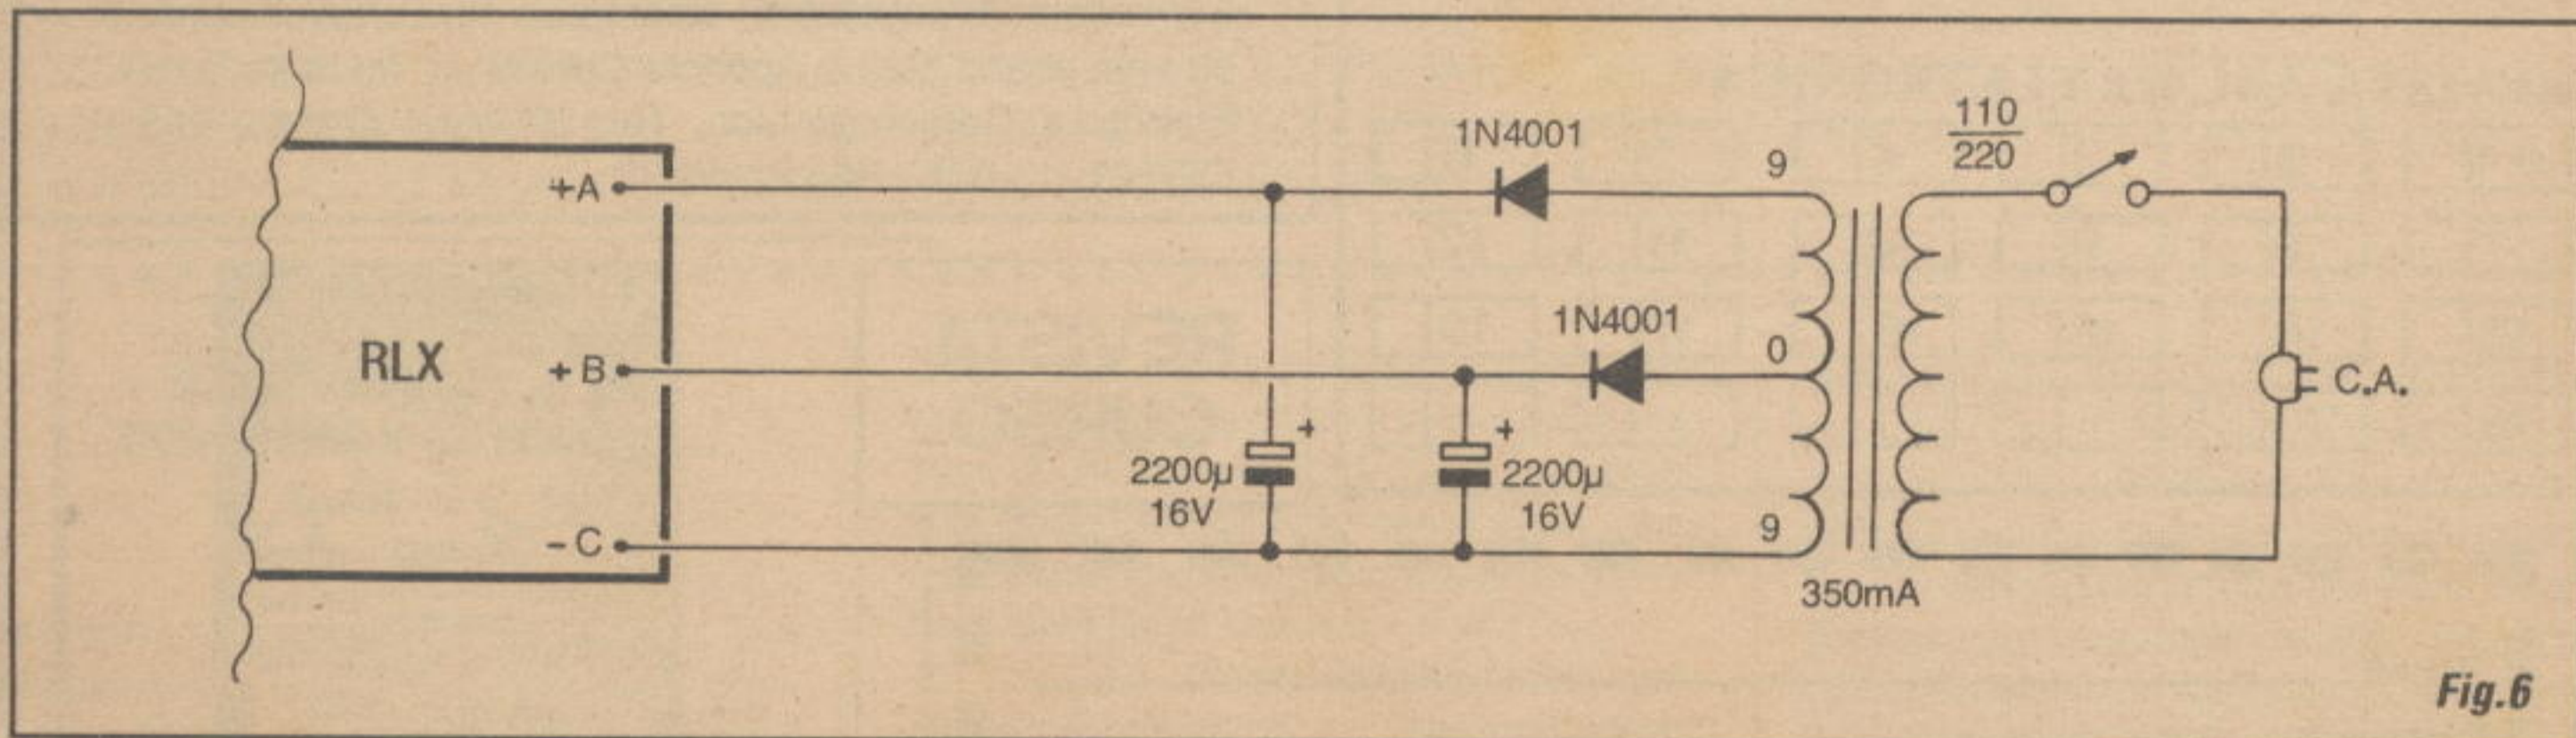 1N4001
9
110
220
+A
1N4001
0
RLX
+ B
C.A.
+
+
2200µ
16V
2200µ
16V
9
- C
350mA
Fig.6